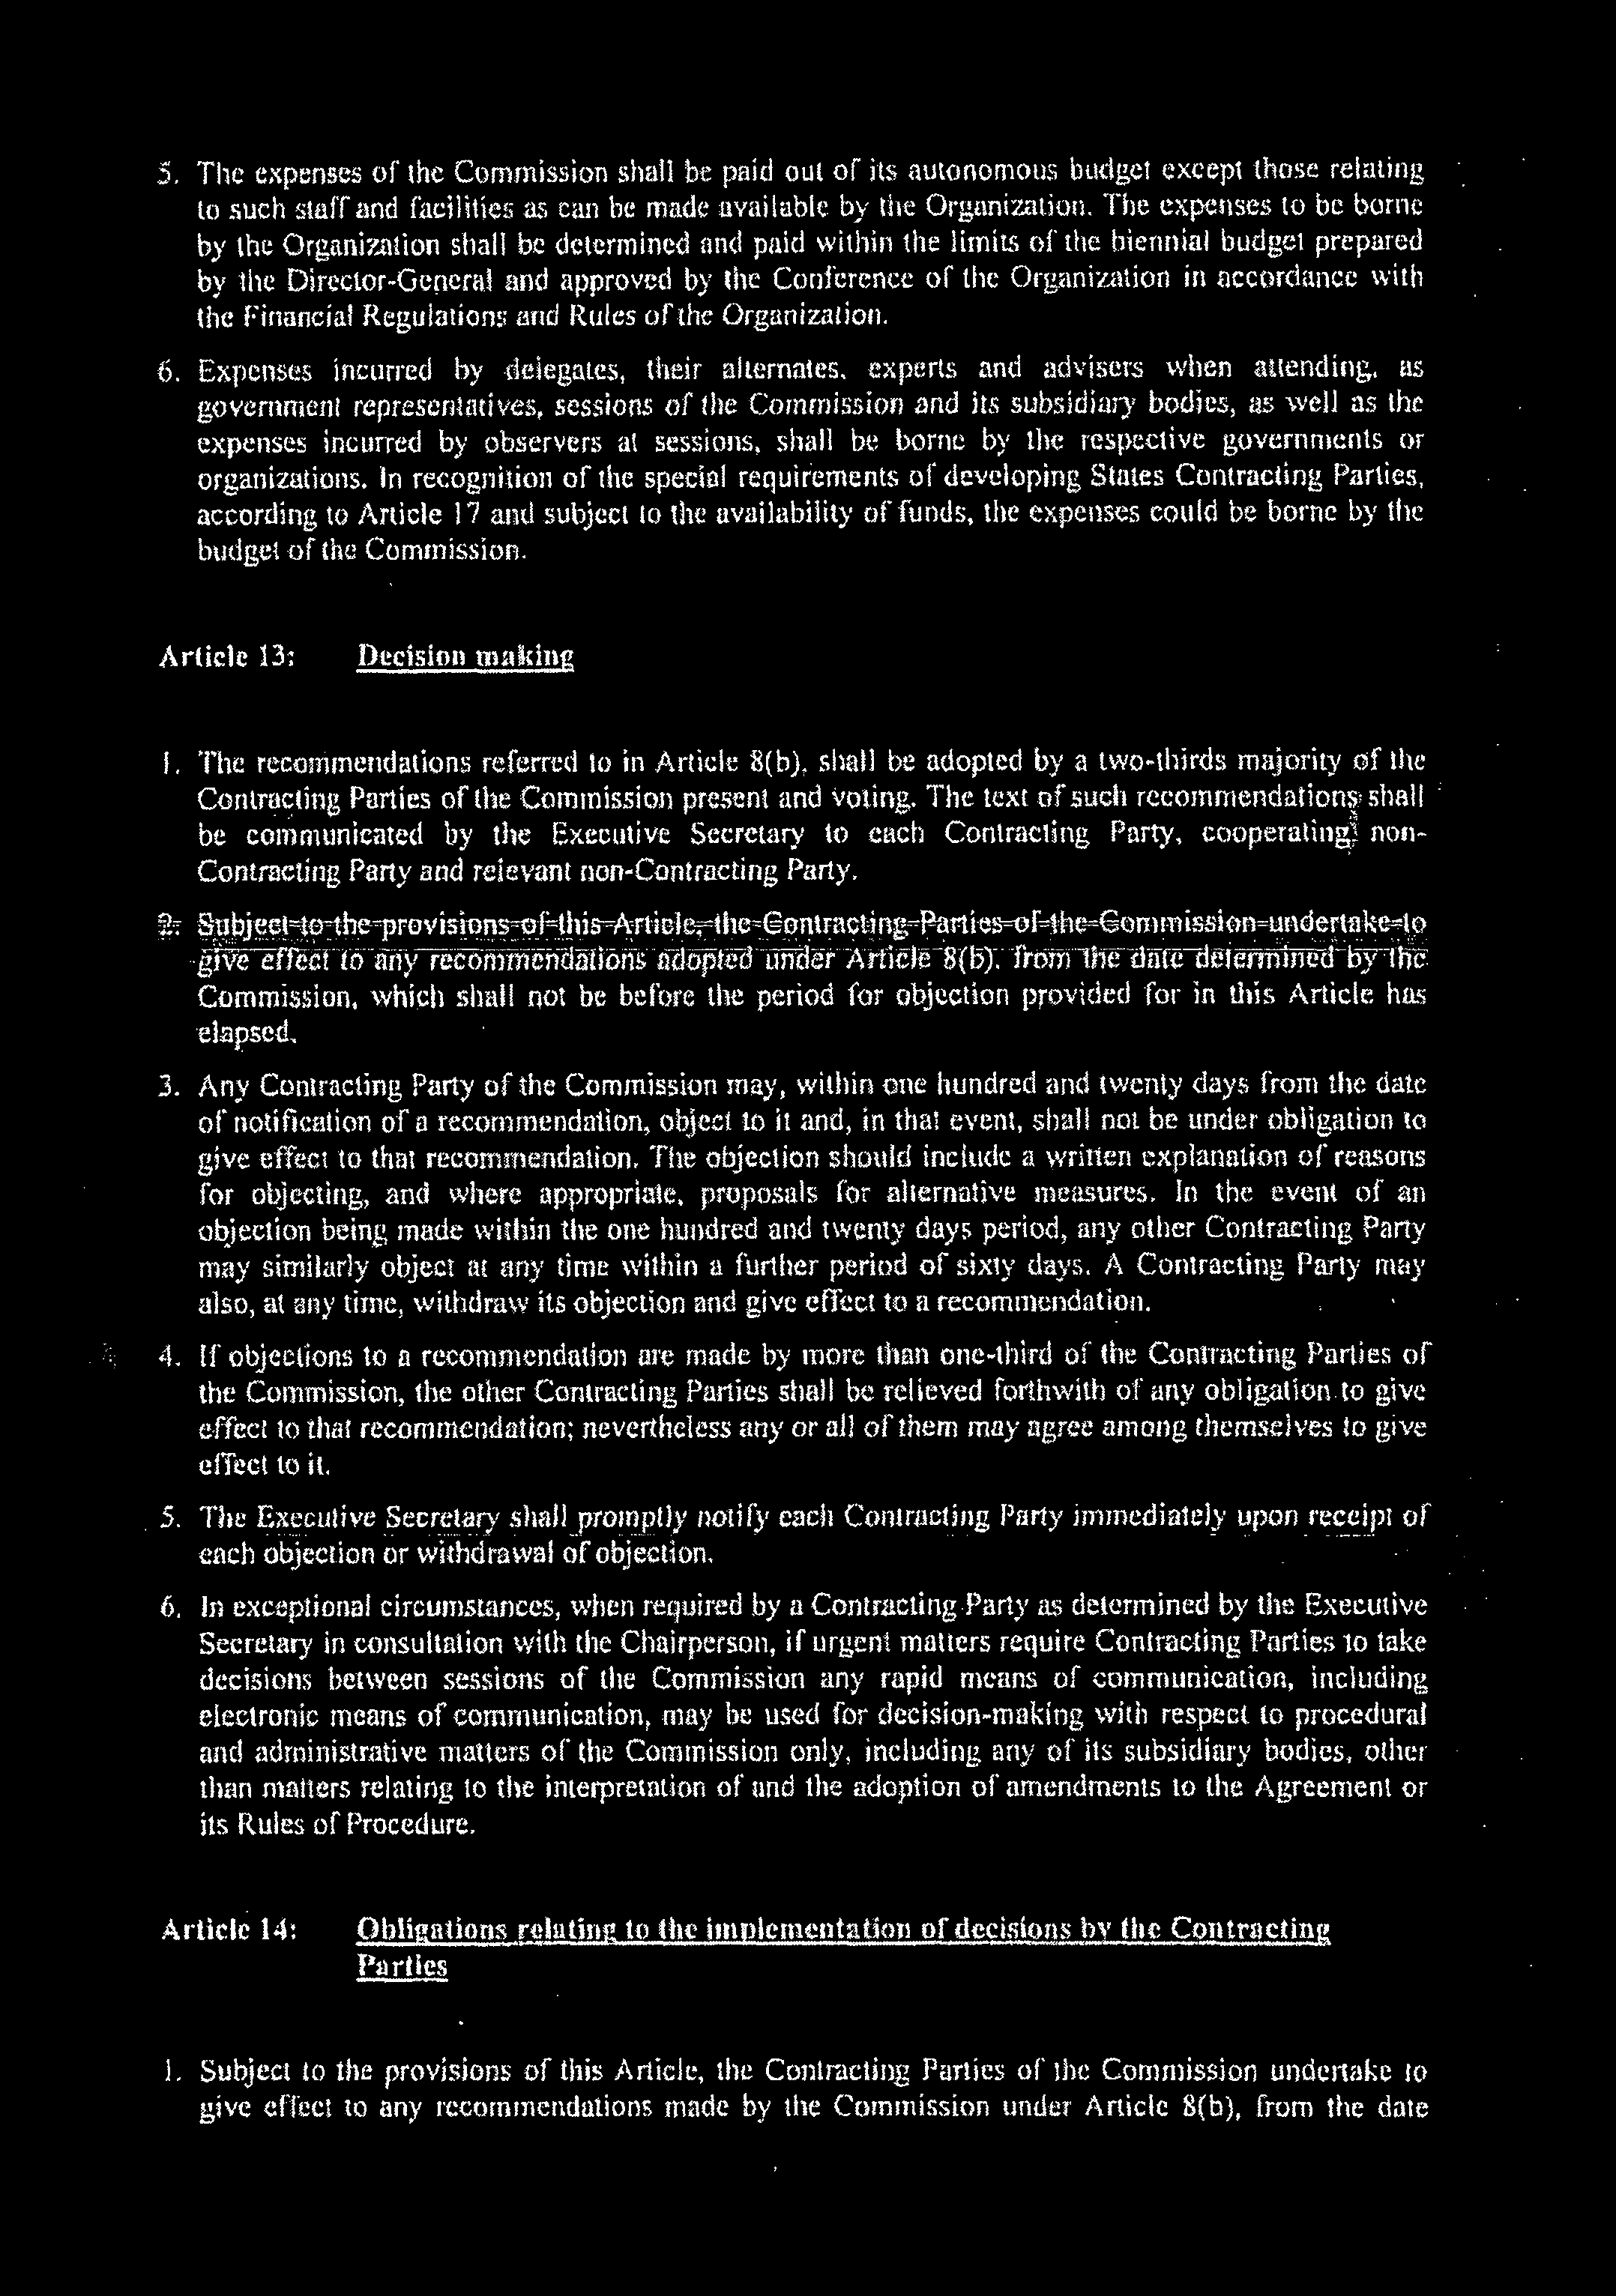 5. The expenses of the Commission shall be paid out of its autonomous budget except those relating
to such staff and facilities as can be made available by the Organization. The expenses to be borne
by the Organization shall be determined and paid within the limits of the biennial budget prepared
by the Director-General and approved by the Conference of the Organization in accordance with
the Financial Regulations and Rules of the Organization.
6. Expenses incurred by delegates, their alternates, experts and advisers when attending, as
government representatives, sessions of the Commission and its subsidiary bodies, as well as the
expenses incurred by observers at sessions, shall be borne by the respective governments or
organizations. In recognition of the special requirements of developing States Contracting Parties,
according to Article 17 and subject to the availability of funds, the expenses could be borne by the
budget of the Commission.
Article 13: Decision making
1. The recommendations referred to in Article 8(b), shall be adopted by a two-thirds majority of the
Contracting Parties of the Commission present and voting. The text of such recommendations shall
be communicated by the Executive Secretary to each Contracting Party, cooperating non-
Contracting Party and relevant non-Contracting Party.
2. Subject to the provisions of this Article, the Contracting Parties of the Commission undertake to
give effect to any recommendations adopted under Article 8(b), from the date determined by the
Commission, which shall not be before the period for objection provided for in this Article has
elapsed.
3. Any Contracting Party of the Commission may, within one hundred and twenty days from the date
of notification of a recommendation, object to it and, in that event, shall not be under obligation to
give effect to that recommendation. The objection should include a written explanation of reasons
for objecting, and where appropriate, proposals for alternative measures. In the event of an
objection being made within the one hundred and twenty days period, any other Contracting Party
may similarly object at any time within a further period of sixty days. A Contracting Party may
also, at any time, withdraw its objection and give effect to a recommendation.
4. If objections to a recommendation are made by more than one-third of the Contracting Parties of
the Commission, the other Contracting Parties shall be relieved forthwith of any obligation to give
effect to that recommendation; nevertheless any or all of them may agree among themselves to give
effect to it.
5. The Executive Secretary shall promptly notify each Contracting Party immediately upon receipt of
each objection or withdrawal of objection.
6. In exceptional circumstances, when required by a Contracting Party as determined by the Executive
Secretary in consultation with the Chairperson, if urgent matters require Contracting Parties to take
decisions between sessions of the Commission any rapid means of communication, including
electronic means of communication, may be used for decision-making with respect to procedural
and administrative matters of the Commission only, including any of its subsidiary bodies, other
than matters relating to the interpretation of and the adoption of amendments to the Agreement or
its Rules of Procedure.
Article 14: Obligations relating to the implementation of decisions by the Contracting
Parties
1. Subject to the provisions of this Article, the Contracting Parties of the Commission undertake to
give effect to any recommendations made by the Commission under Article 8(b), from the date